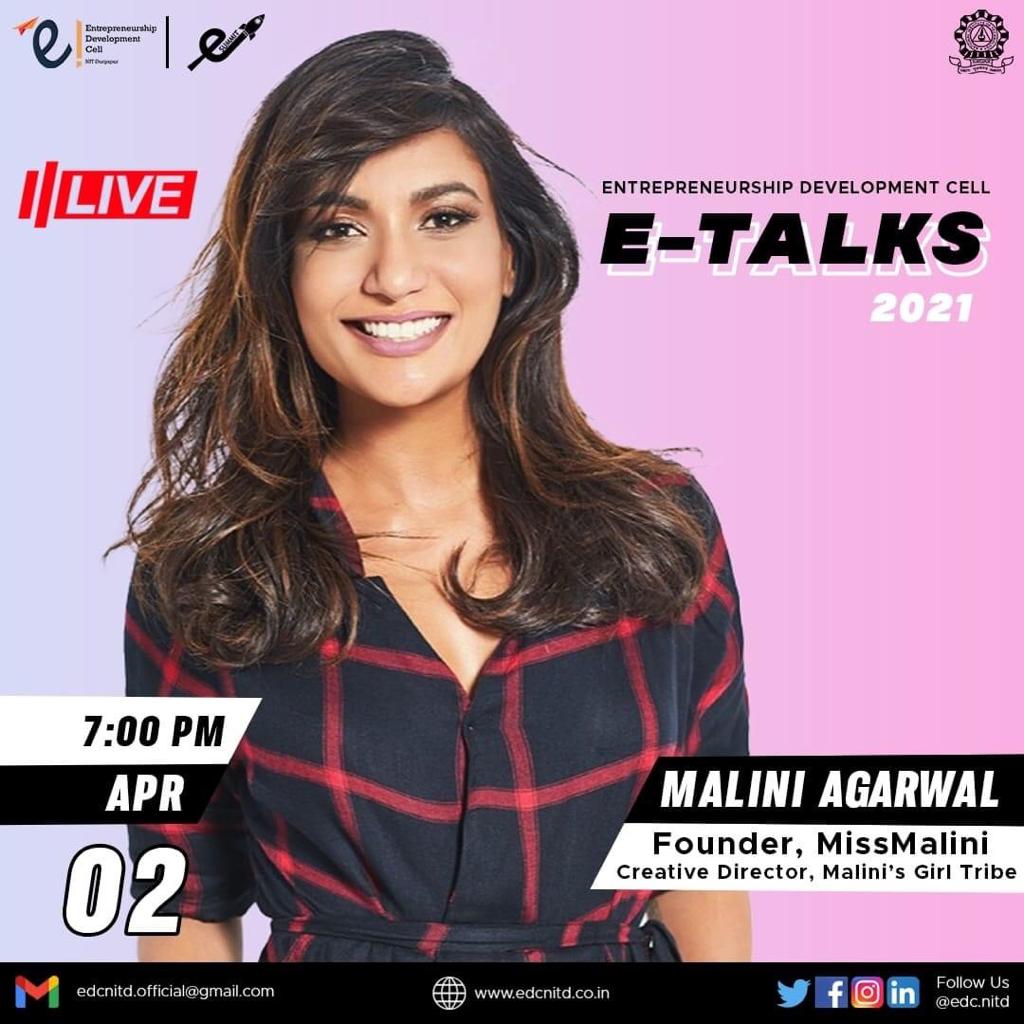 e! Entrepreneurship
Development
Cell
NIT Durgapur
e SUMMIT
LIVE
ENTREPRENEURSHIP DEVELOPMENT CELL
E-TALKS
2021
7:00 PM
APR
02
MALINI AGARWAL
Founder, MissMalini
Creative Director, Malini's Girl Tribe
edcnitd.official@gmail.com
www.edcnitd.co.in
Follow Us
@edc.nitd